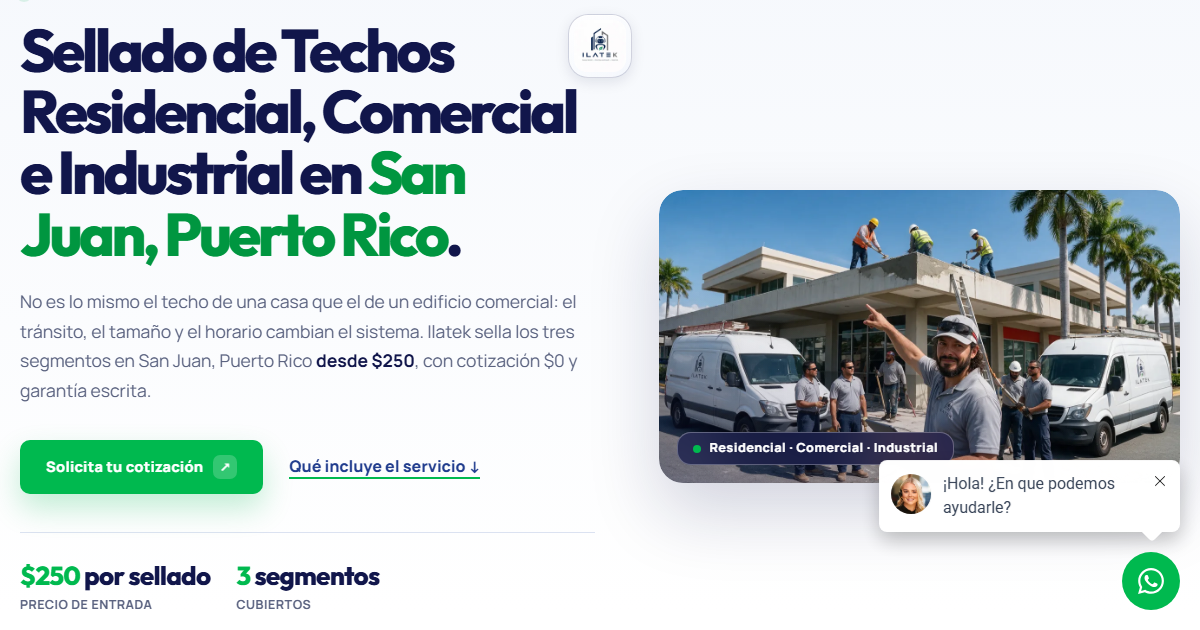 Sellado de Techos
Residencial, Comercial
e Industrial en San
Juan, Puerto Rico.
ILATEK
No es lo mismo el techo de una casa que el de un edificio comercial: el
tránsito, el tamaño y el horario cambian el sistema. Ilatek sella los tres
segmentos en San Juan, Puerto Rico desde $250, con cotización $0 y
garantía escrita.
Solicita tu cotización ↗
Qué incluye el servicio ↓
$250 por sellado
PRECIO DE ENTRADA
3 segmentos
CUBIERTOS
ILATEK
ILATEK
Residencial · Comercial · Industrial
¡Hola! ¿En que podemos
ayudarle?